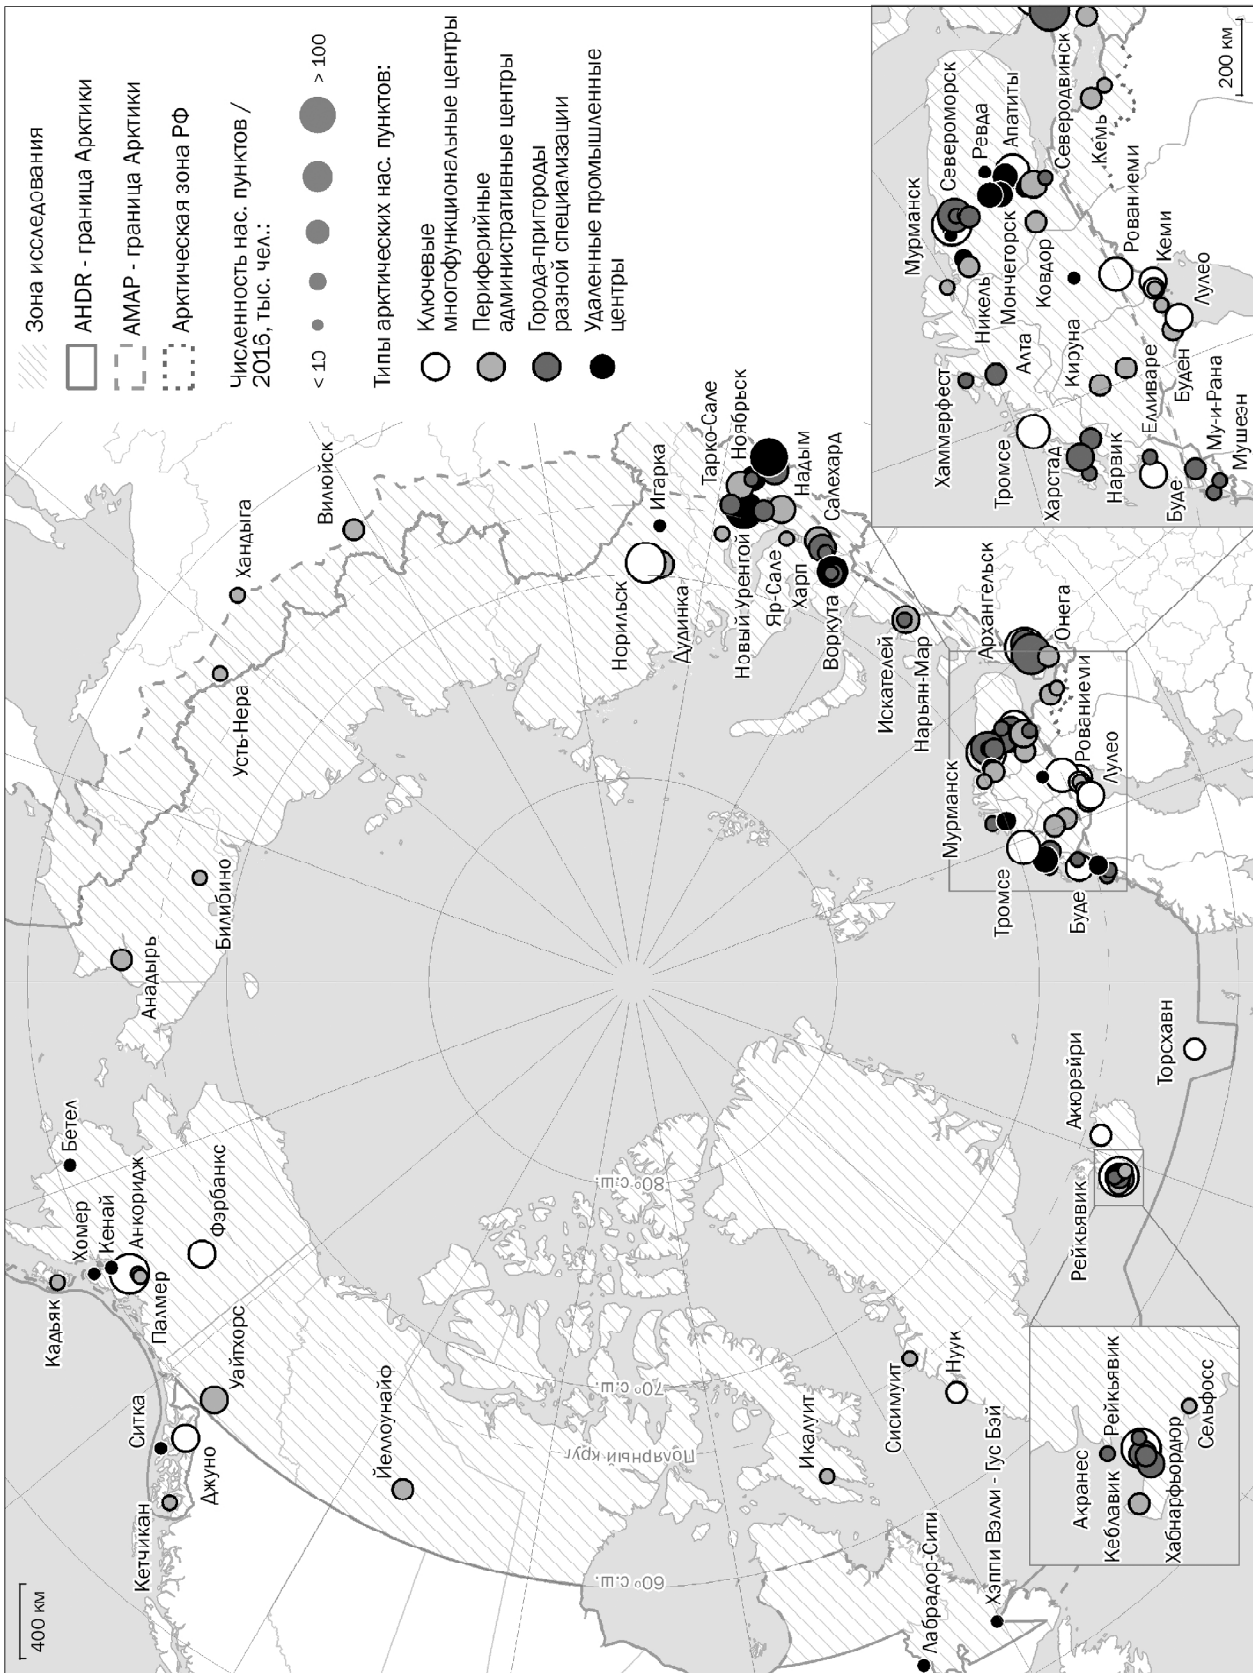 Зона исследования
AHDR - граница Арктики
AMAP - граница Арктики
Арктическая зона РФ
Численность нас. пунктов /
2016, тыс. чел.:
< 10
> 100
Типы арктических нас. пунктов:
Ключевые
многофункциональные центры
Периферийные
административные центры
Города-пригороды
разной специализации
Удаленные промышленные
центры
400 км
Кетчикан
Ситка
Джуно
Кадьяк
Хомер
Кенай
Анкоридж
Палмер
Бетел
Фэрбанкс
Уайтхорс
Йеллоунайф
Анадырь
Билибино
Усть-Нера
Хандыга
Вилюйск
Норильск
Дудинка
Игарка
Тарко-Сале
Ноябрьск
Новый Уренгой
Надым
Яр-Сале
Салехард
Харп
Воркута
Искателей
Нарьян-Мар
Архангельск
Онега
Мурманск
Рованиеми
Лулео
Тромсе
Буде
Торсхавн
Акюрейри
Рейкьявик
80° с.ш.
70° с.ш.
Полярный круг
60° с.ш.
Икалуит
Сисимуит
Нуук
Лабрадор-Сити
Хэппи Вэлли - Гус Бэй
Акранес
Рейкьявик
Кеблавик
Хабнарфьордюр
Сельфосс
Мурманск
Североморск
Ревда
Апатиты
Никель
Мончегорск
Ковдор
Северодвинск
Кемь
Хаммерфест
Алта
Кируна
Рованиеми
Кеми
Лулео
Тромсе
Харстад
Нарвик
Елливаре
Буден
Буде
Му-и-Рана
Мушеэн
200 км